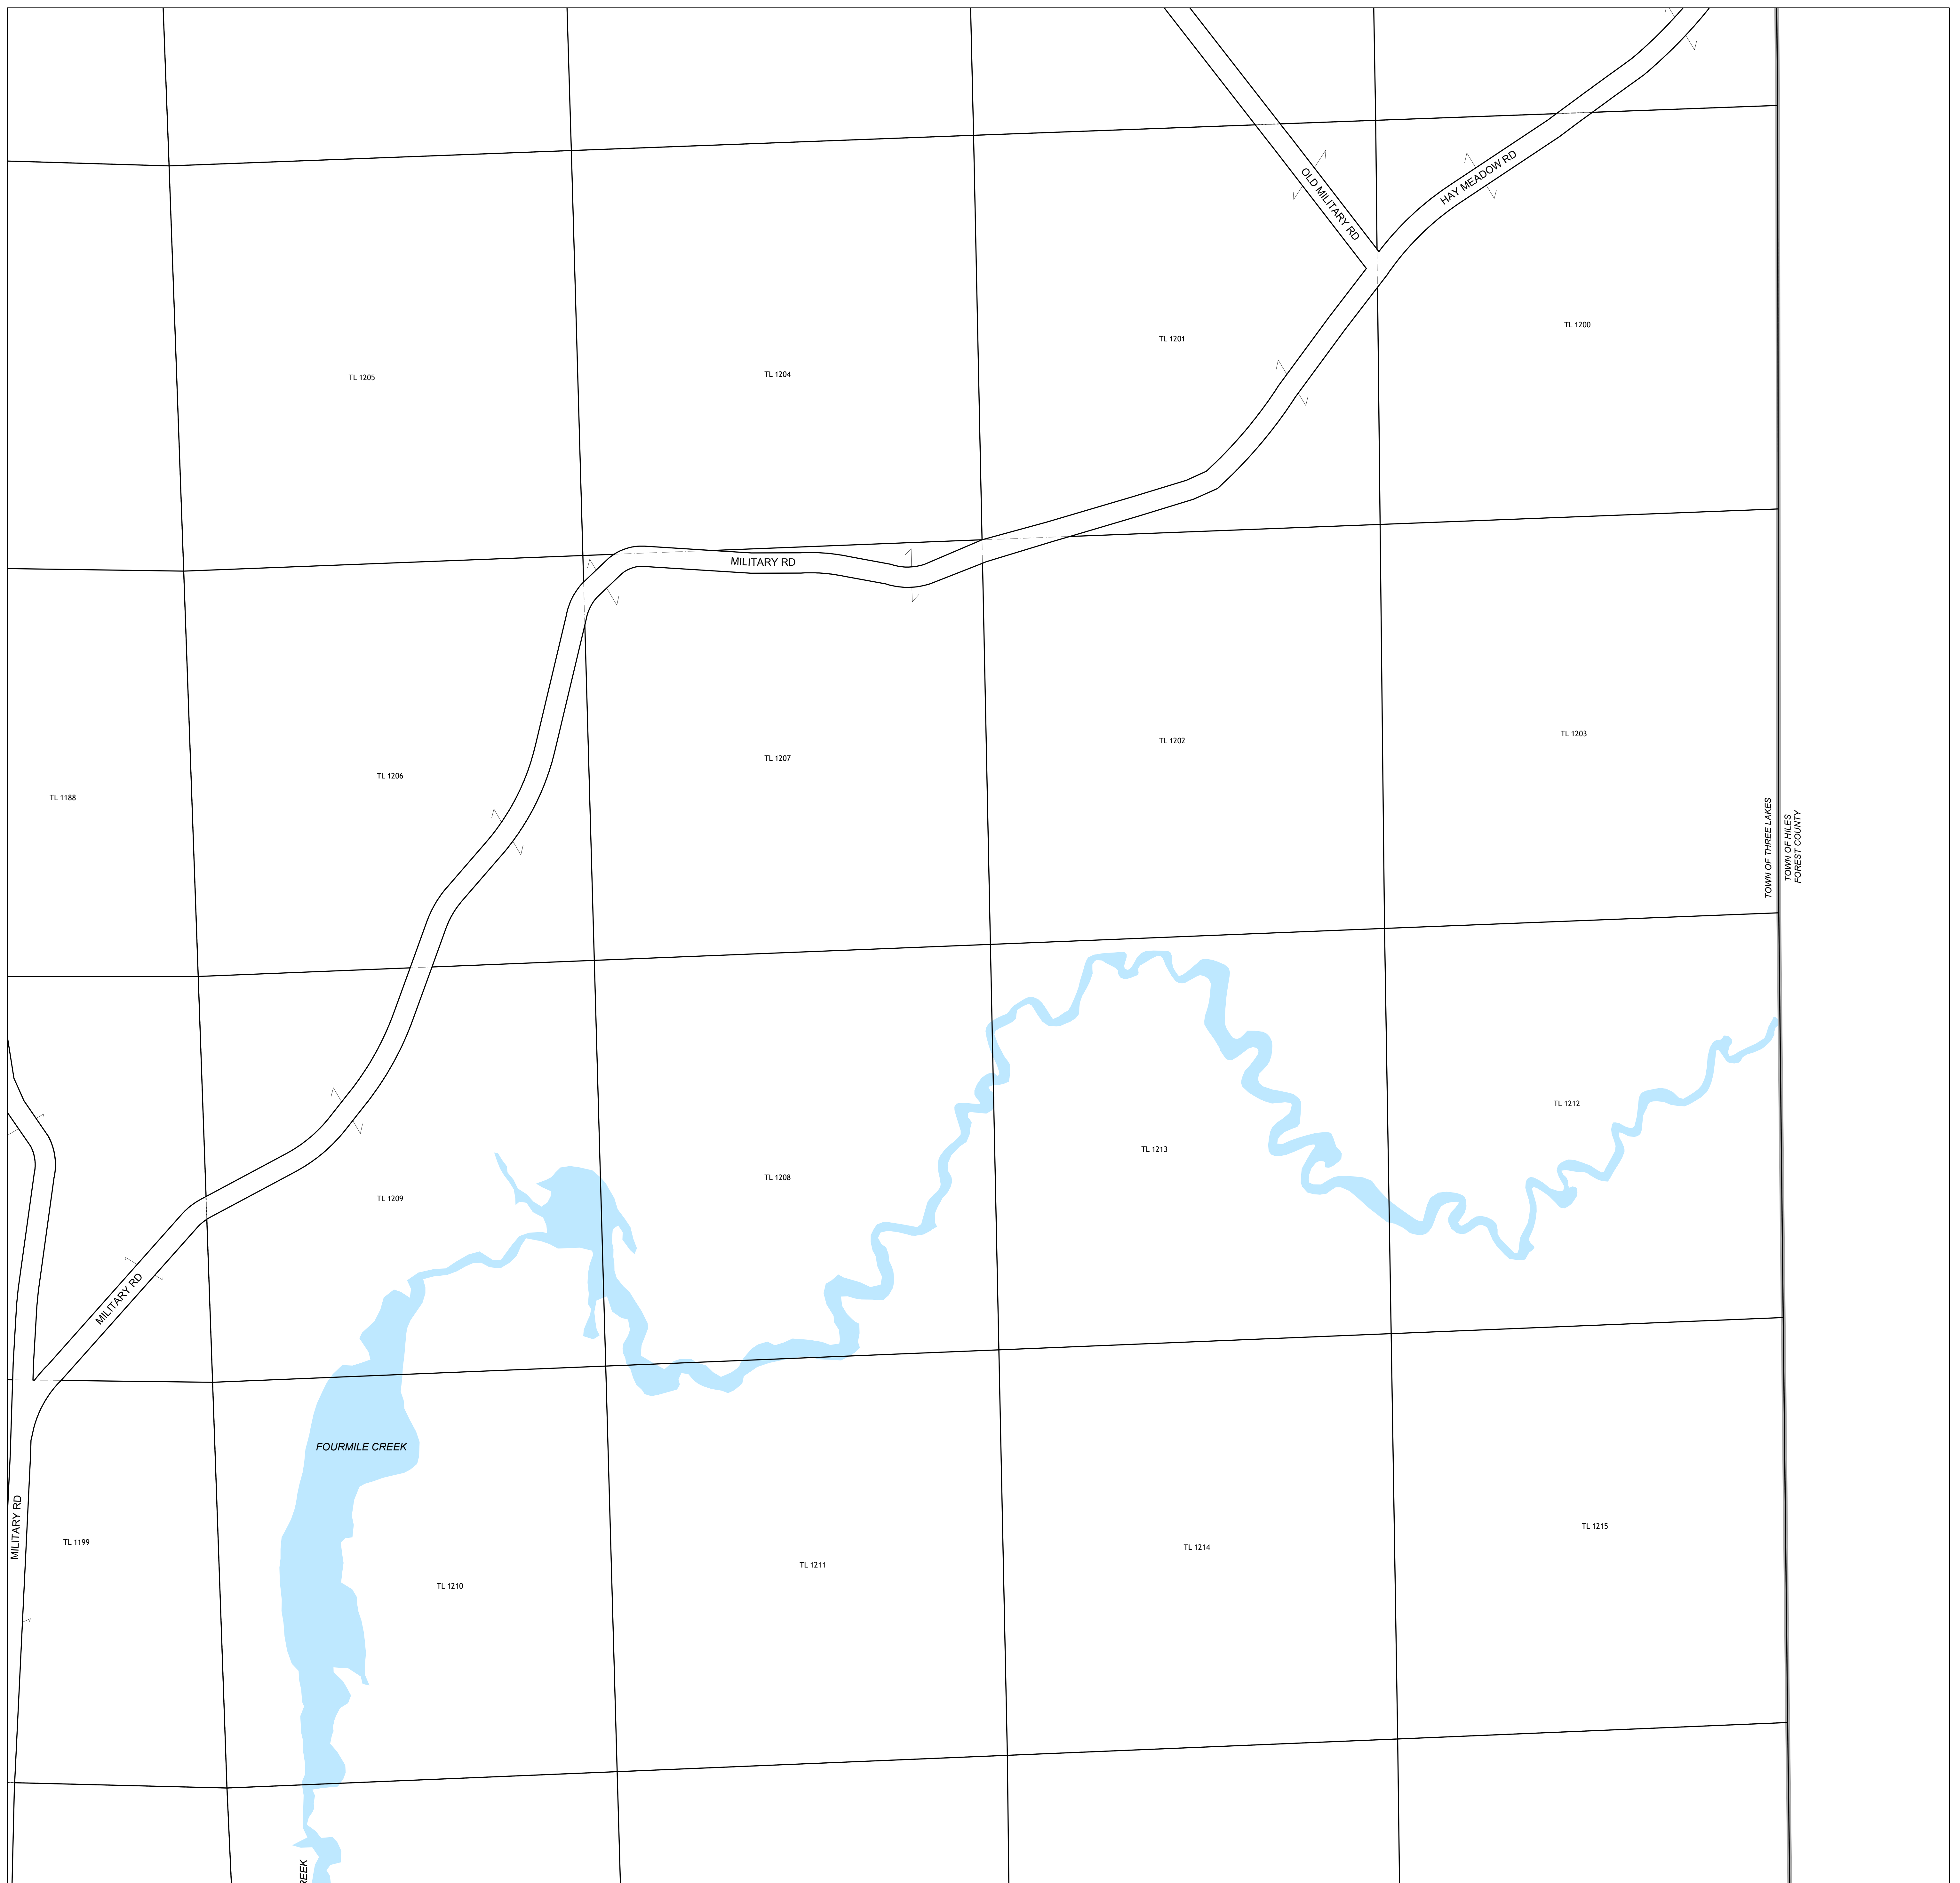 OLD MILITARY RD
HAY MEADOW RD
TL 1200
TL 1201
TL 1204
TL 1205
MILITARY RD
TL 1203
TL 1202
TL 1207
TL 1206
TL 1188
TOWN OF THREE LAKES
TOWN OF HILES
FOREST COUNTY
TL 1212
TL 1213
TL 1208
TL 1209
MILITARY RD
FOURMILE CREEK
MILITARY RD
TL 1199
TL 1215
TL 1214
TL 1211
TL 1210
REEK